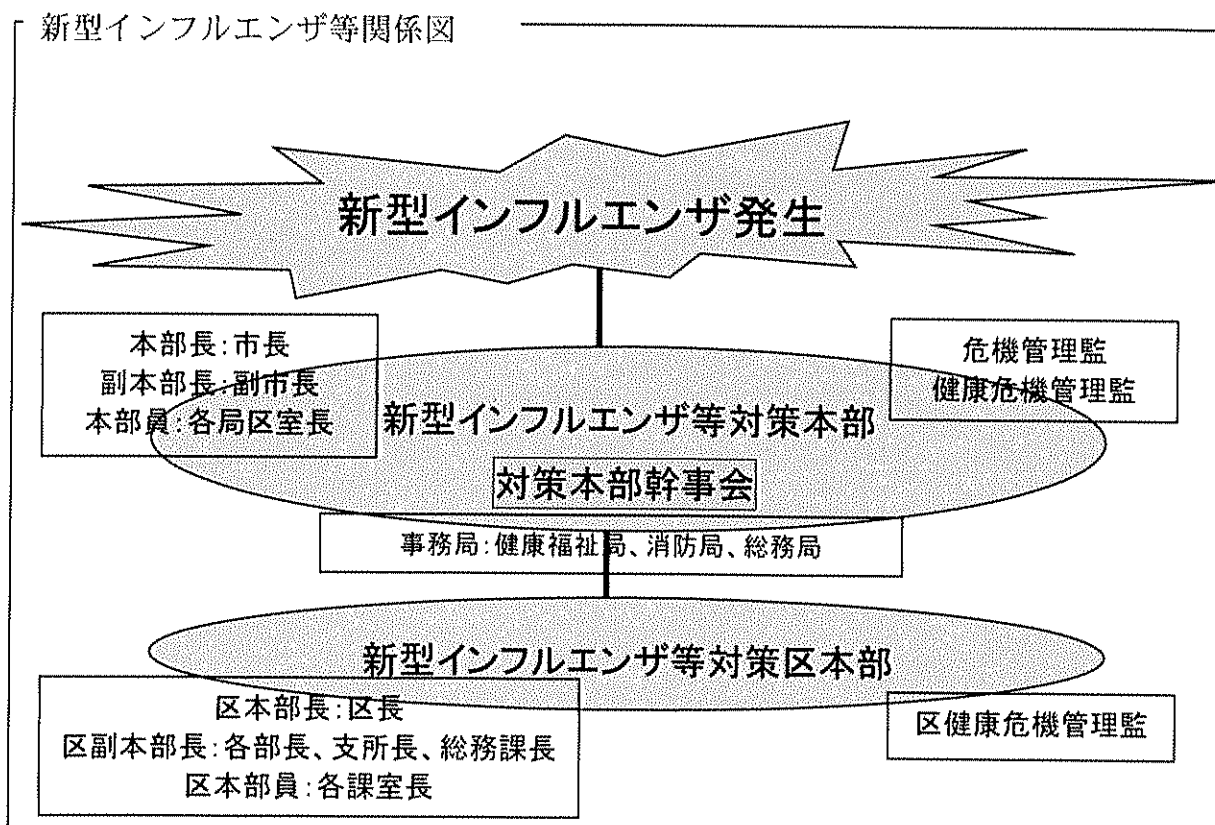 新型インフルエンザ等関係図
新型インフルエンザ発生
本部長:市長
副本部長:副市長
本部員:各局区室長
危機管理監
健康危機管理監
新型インフルエンザ等対策本部
対策本部幹事会
事務局:健康福祉局、消防局、総務局
新型インフルエンザ等対策区本部
区本部長:区長
区副本部長:各部長、支所長、総務課長
区本部員:各課室長
区健康危機管理監